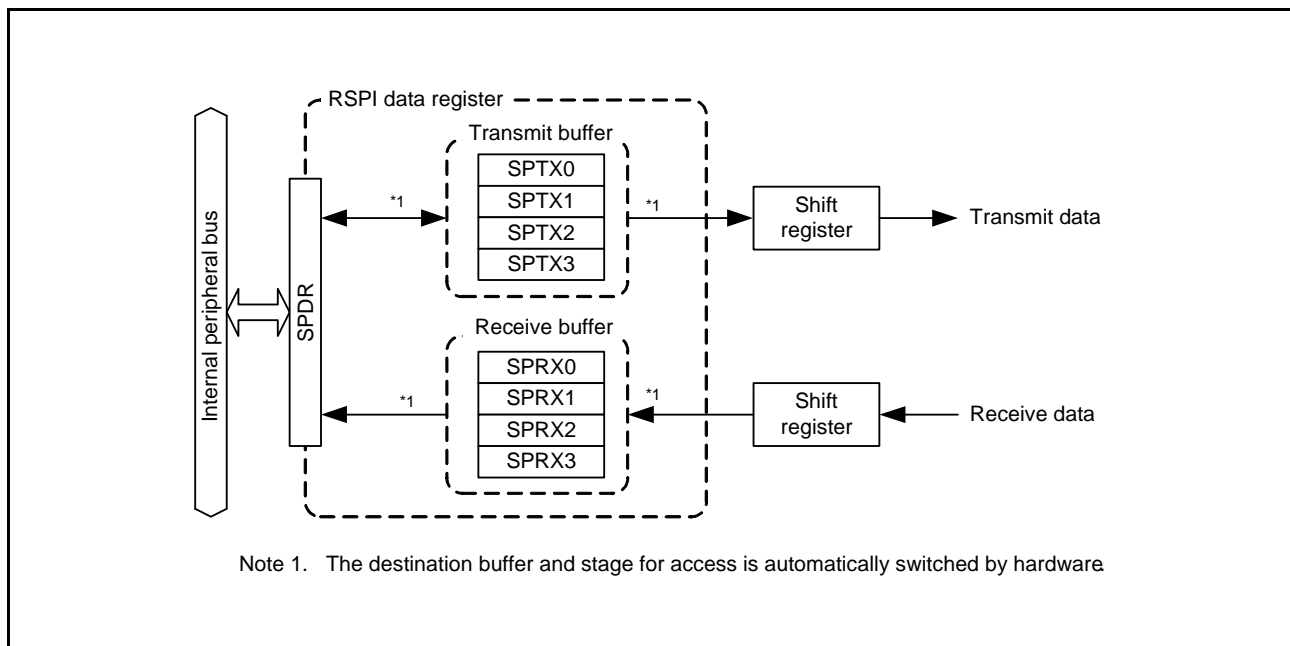 RSPI data register
Transmit buffer
SPTX0
SPTX1
SPTX2
SPTX3
*1
*1
Shift
register
Transmit data
Internal peripheral bus
SPDR
Receive buffer
SPRX0
SPRX1
SPRX2
SPRX3
*1
*1
Shift
register
Receive data
Note 1. The destination buffer and stage for access is automatically switched by hardware.